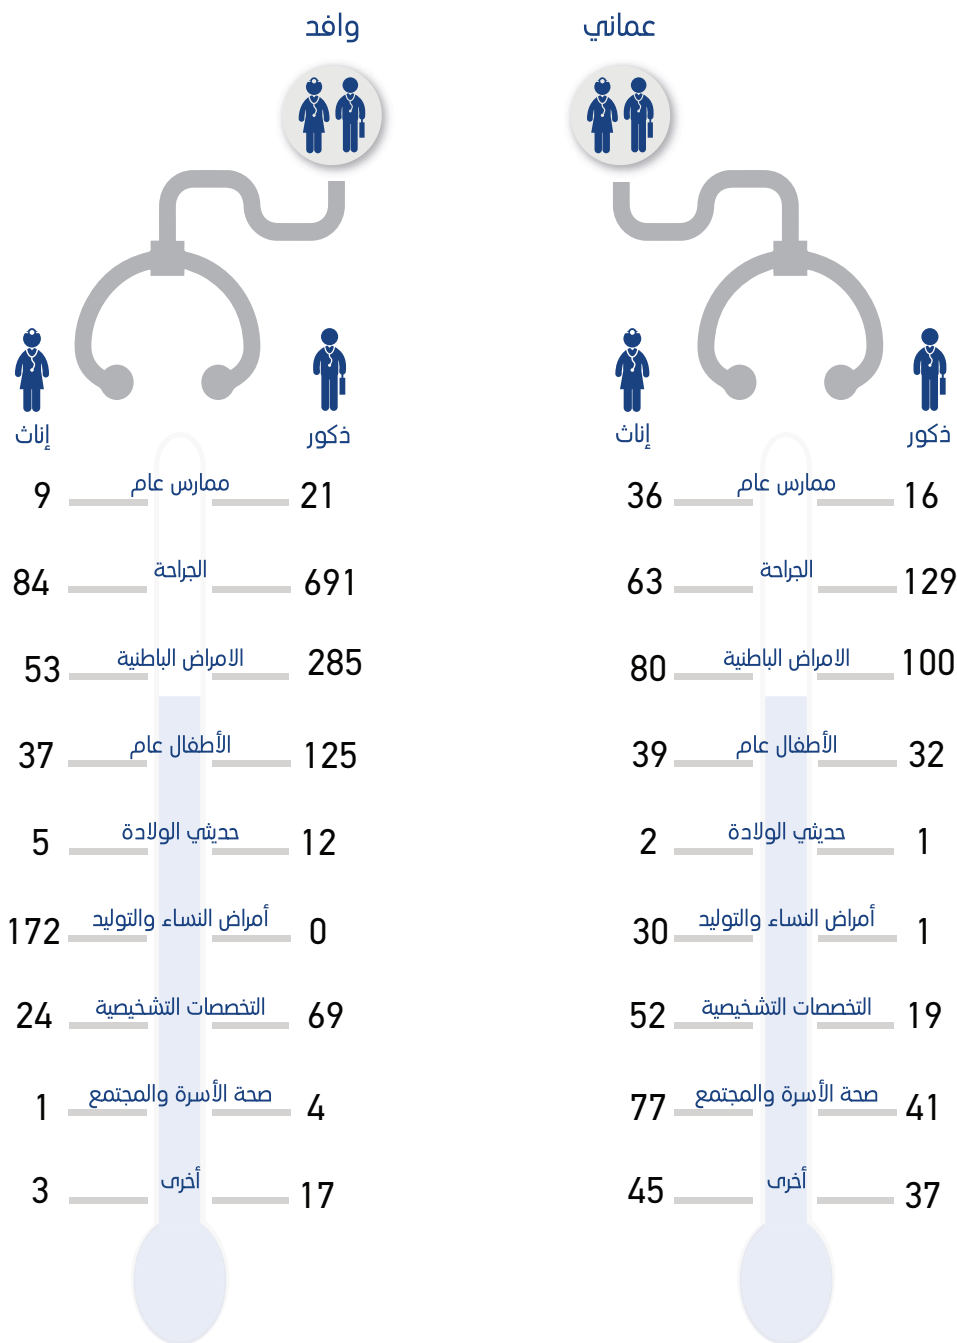 عماني
وافد
ذكور
إناث
ذكور
إناث
16 ممارس عام 36
21 ممارس عام 9
129 الجراحة 63
691 الجراحة 84
100 الامراض الباطنية 80
285 الامراض الباطنية 53
32 الأطفال عام 39
125 الأطفال عام 37
1 حديثي الولادة 2
12 حديثي الولادة 5
1 أمراض النساء والتوليد 30
0 أمراض النساء والتوليد 172
19 التخصصات التشخيصية 52
69 التخصصات التشخيصية 24
41 صحة الأسرة والمجتمع 77
4 صحة الأسرة والمجتمع 1
37 أخرى 45
17 أخرى 3